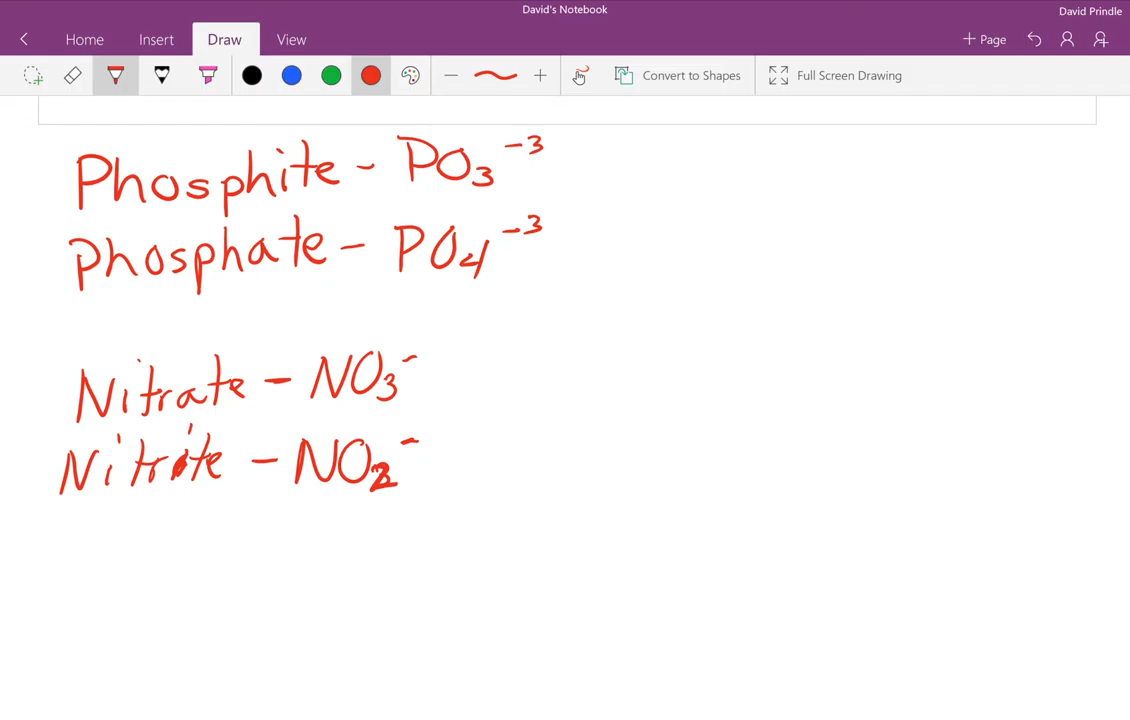 David's Notebook
David Prindle
Home Insert Draw View Page
Convert to Shapes Full Screen Drawing
Phosphite - PO₃⁻³
Phosphate - PO₄⁻³
Nitrate - NO₃⁻
Nitrite - NO₂⁻